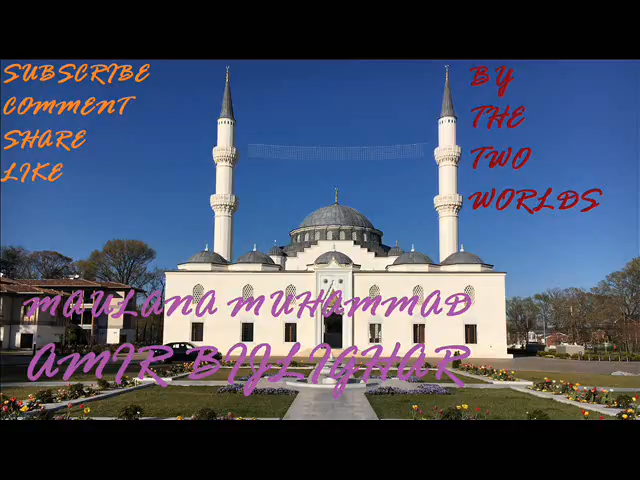 SUBSCRIBE
COMMENT
SHARE
LIKE
BY
THE
TWO
WORLDS
MAULANA MUHAMMAD
AMIR BIJLIGHAR